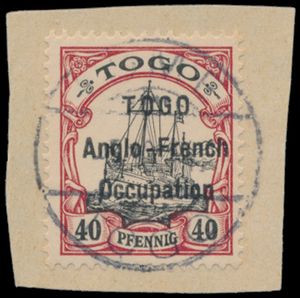 TOGO
TOGO
Anglo-French
Occupation
40 PFENNIG 40